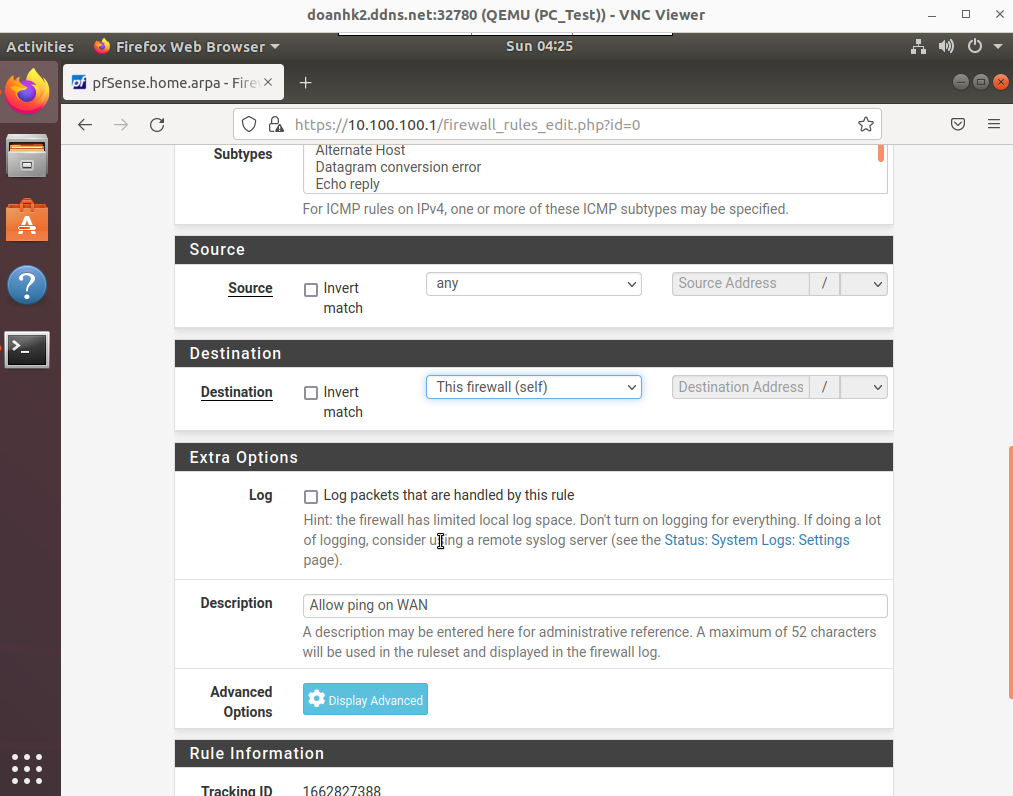 doanhk2.ddns.net:32780 (QEMU (PC_Test)) - VNC Viewer
Activities Firefox Web Browser Sun 04:25
pfSense.home.arpa - Fire
https://10.100.100.1/firewall_rules_edit.php?id=0
Subtypes
Alternate Host
Datagram conversion error
Echo reply
For ICMP rules on IPv4, one or more of these ICMP subtypes may be specified.
Source
Source Invert match any Source Address /
Destination
Destination Invert match This firewall (self) Destination Address /
Extra Options
Log Log packets that are handled by this rule
Hint: the firewall has limited local log space. Don't turn on logging for everything. If doing a lot
of logging, consider using a remote syslog server (see the Status: System Logs: Settings
page).
Description Allow ping on WAN
A description may be entered here for administrative reference. A maximum of 52 characters
will be used in the ruleset and displayed in the firewall log.
Advanced Options Display Advanced
Rule Information
Tracking ID 1662827388